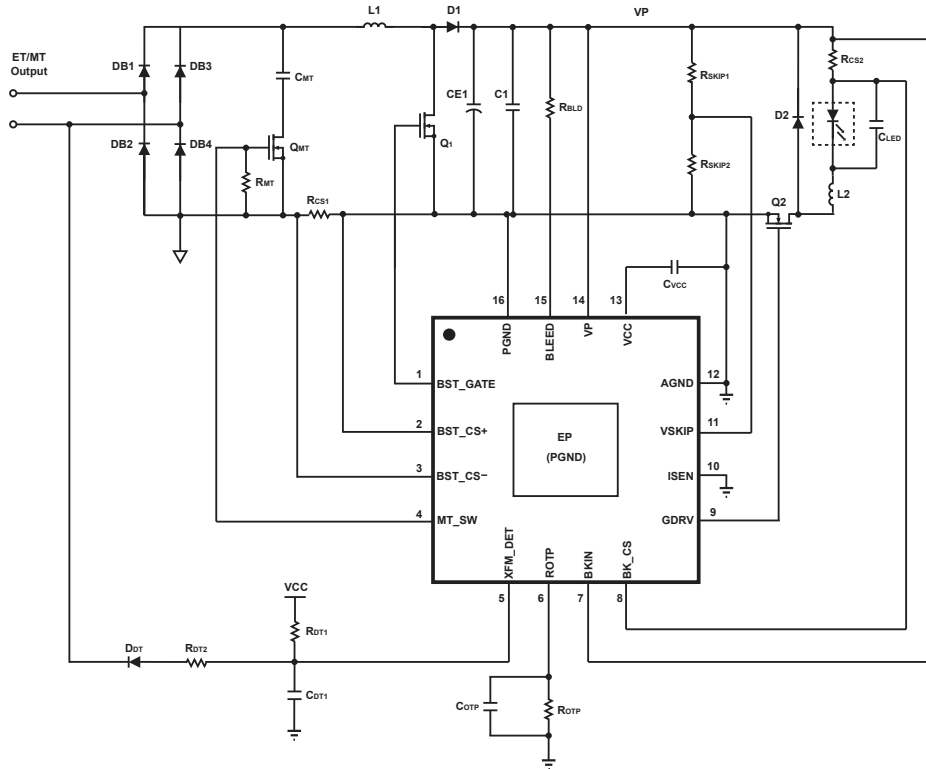 L1
D1
VP
ET/MT
Output
DB1
DB3
CMT
CE1
C1
RBLD
RSKIP1
RCS2
D2
CLED
Q1
DB2
DB4
QMT
RMT
RSKIP2
RCS1
Q2
L2
CVCC
16
15
14
13
PGND
BLEED
VP
VCC
1
BST_GATE
AGND
12
2
BST_CS+
EP
(PGND)
VSKIP
11
3
BST_CS−
ISEN
10
4
MT_SW
GDRV
9
XFM_DET
ROTP
BKIN
BK_CS
5
6
7
8
VCC
RDT1
DDT
RDT2
CDT1
COTP
ROTP